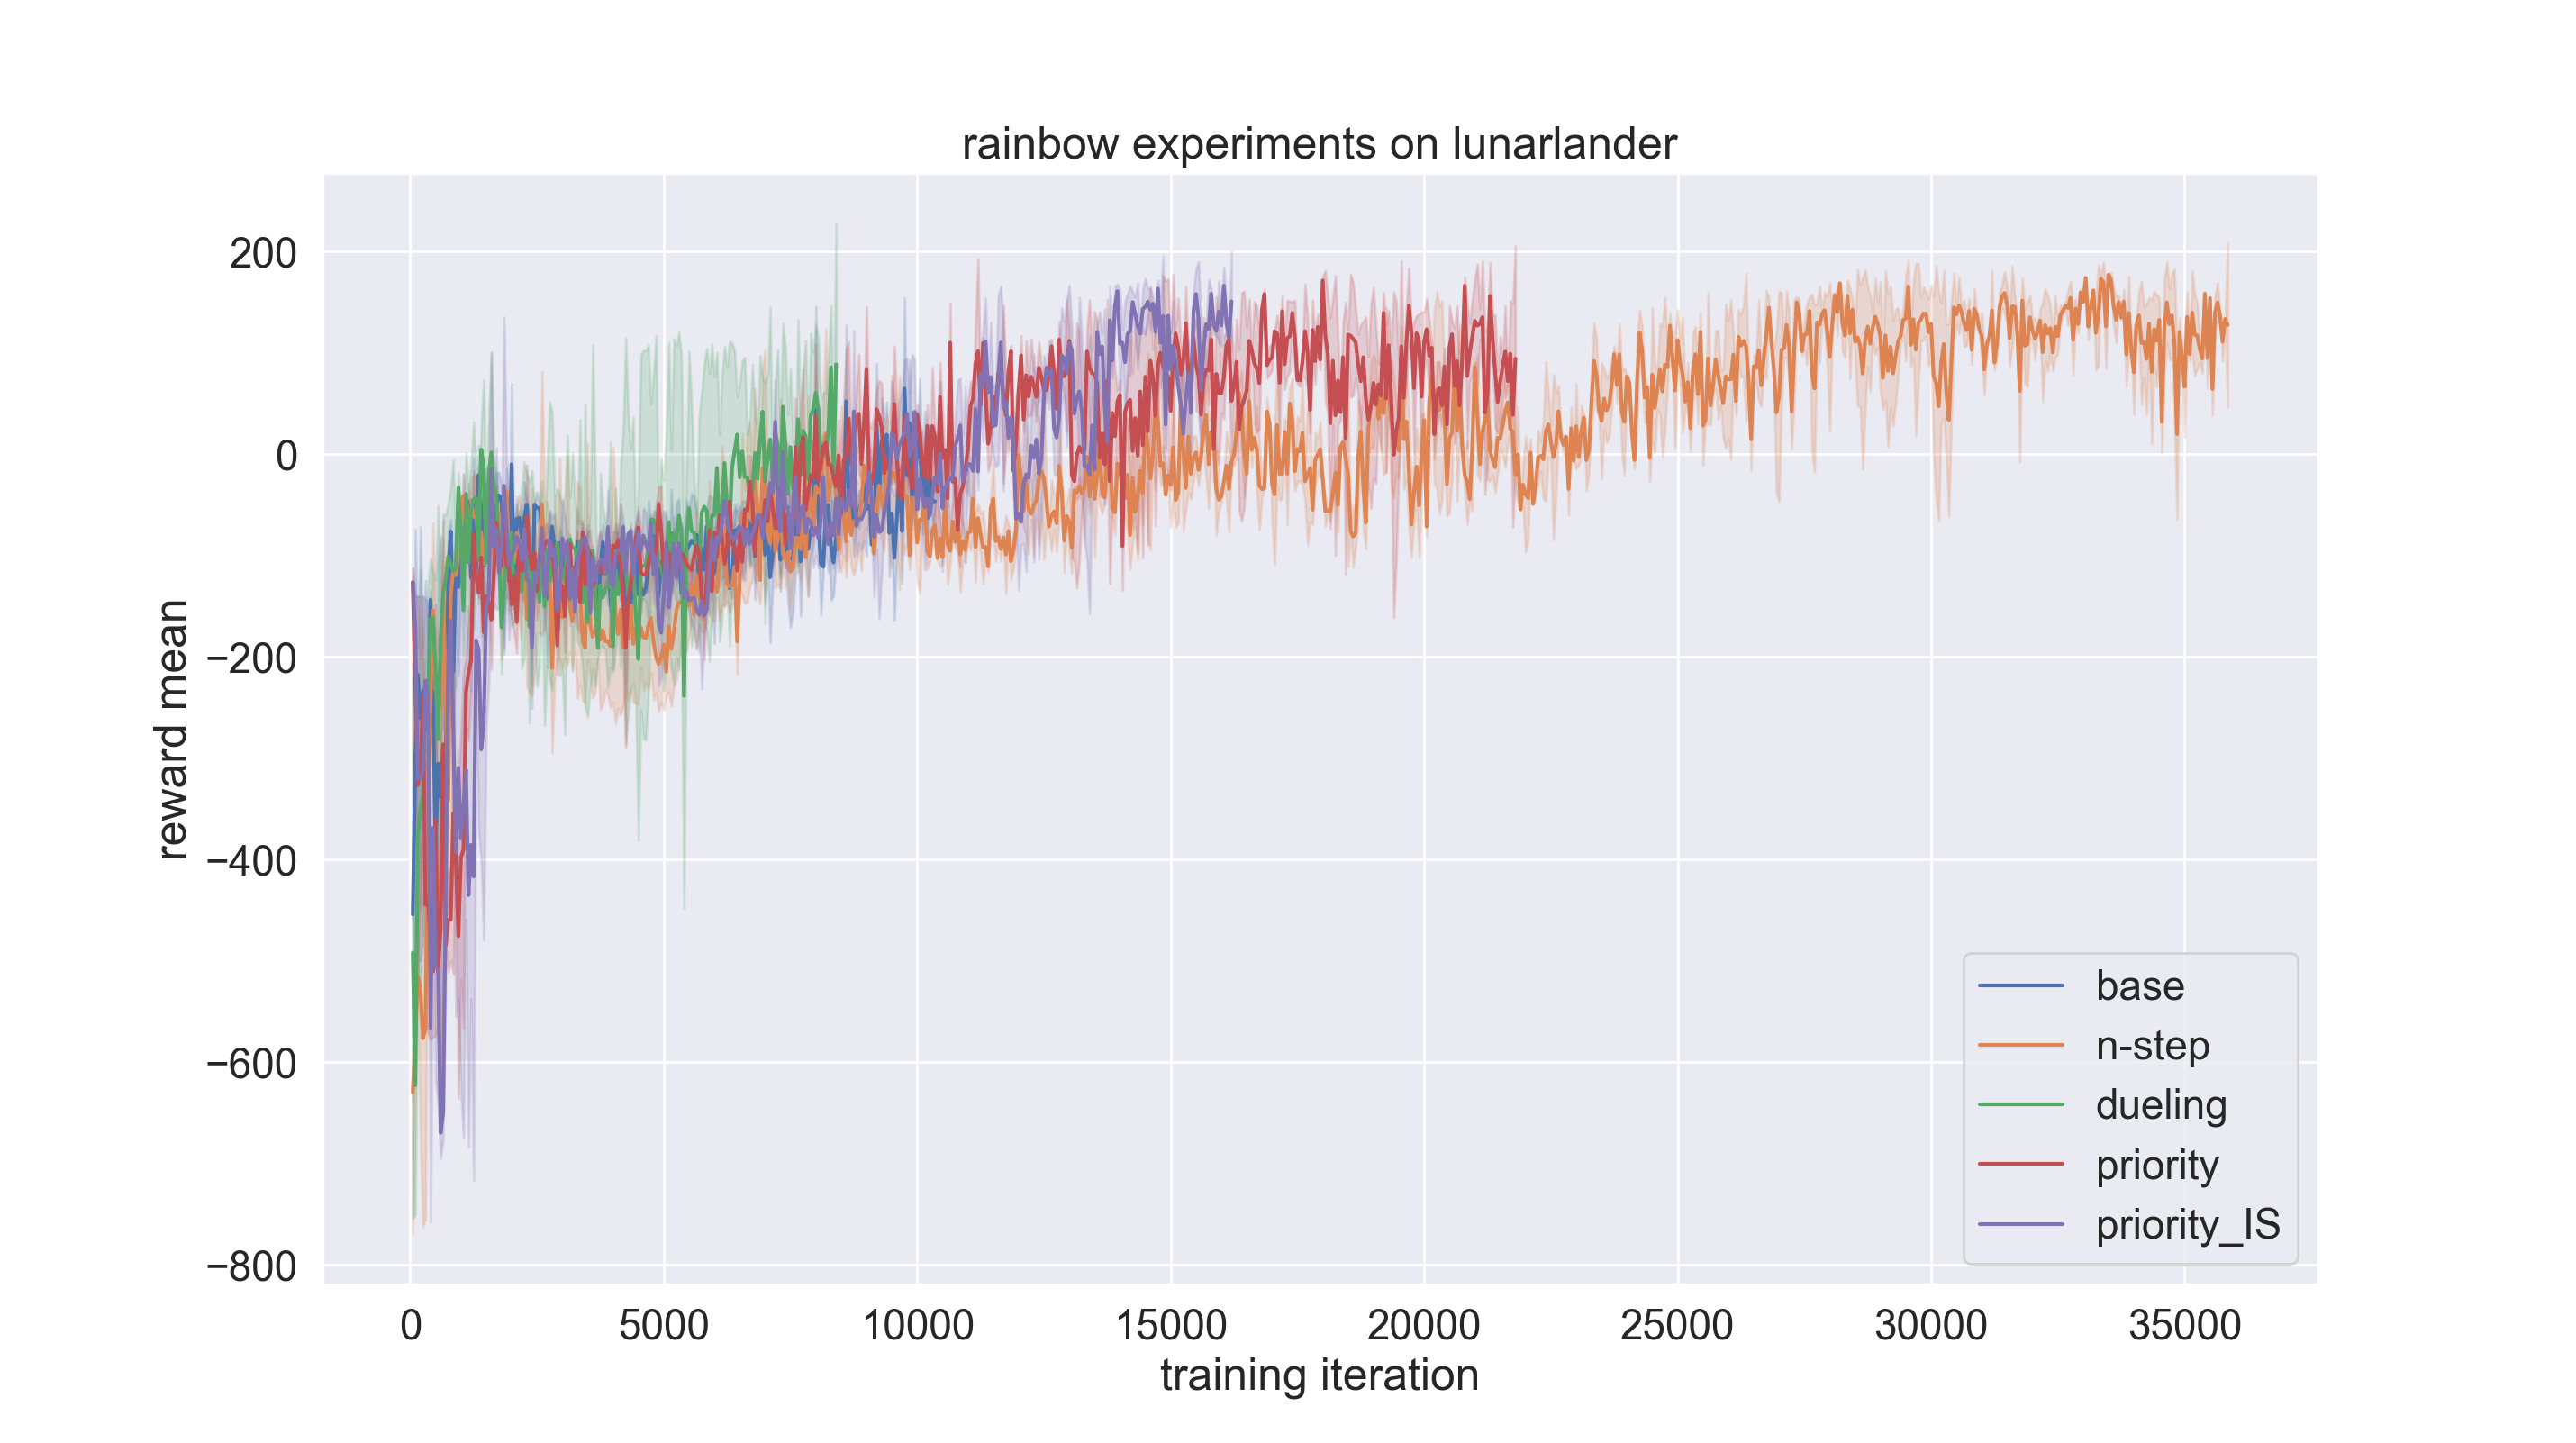 rainbow experiments on lunarlander
200
0
−200
−400
−600
−800
reward mean
0 5000 10000 15000 20000 25000 30000 35000
training iteration
base
n-step
dueling
priority
priority_IS